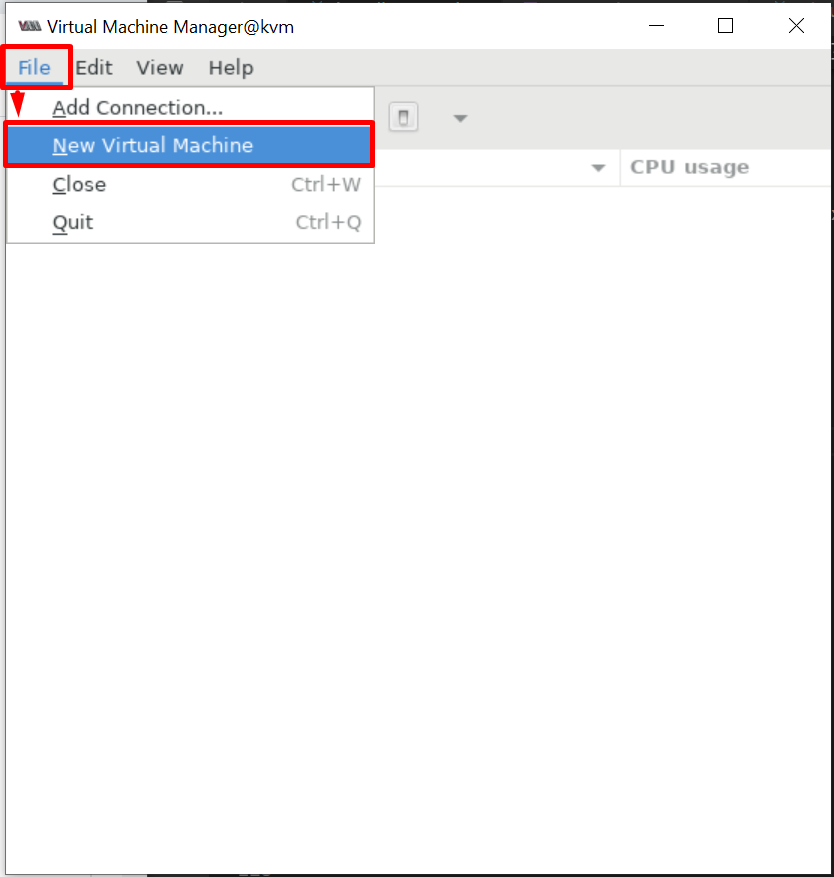 Virtual Machine Manager@kvm
File Edit View Help
Add Connection...
New Virtual Machine
CPU usage
Close Ctrl+W
Quit Ctrl+Q